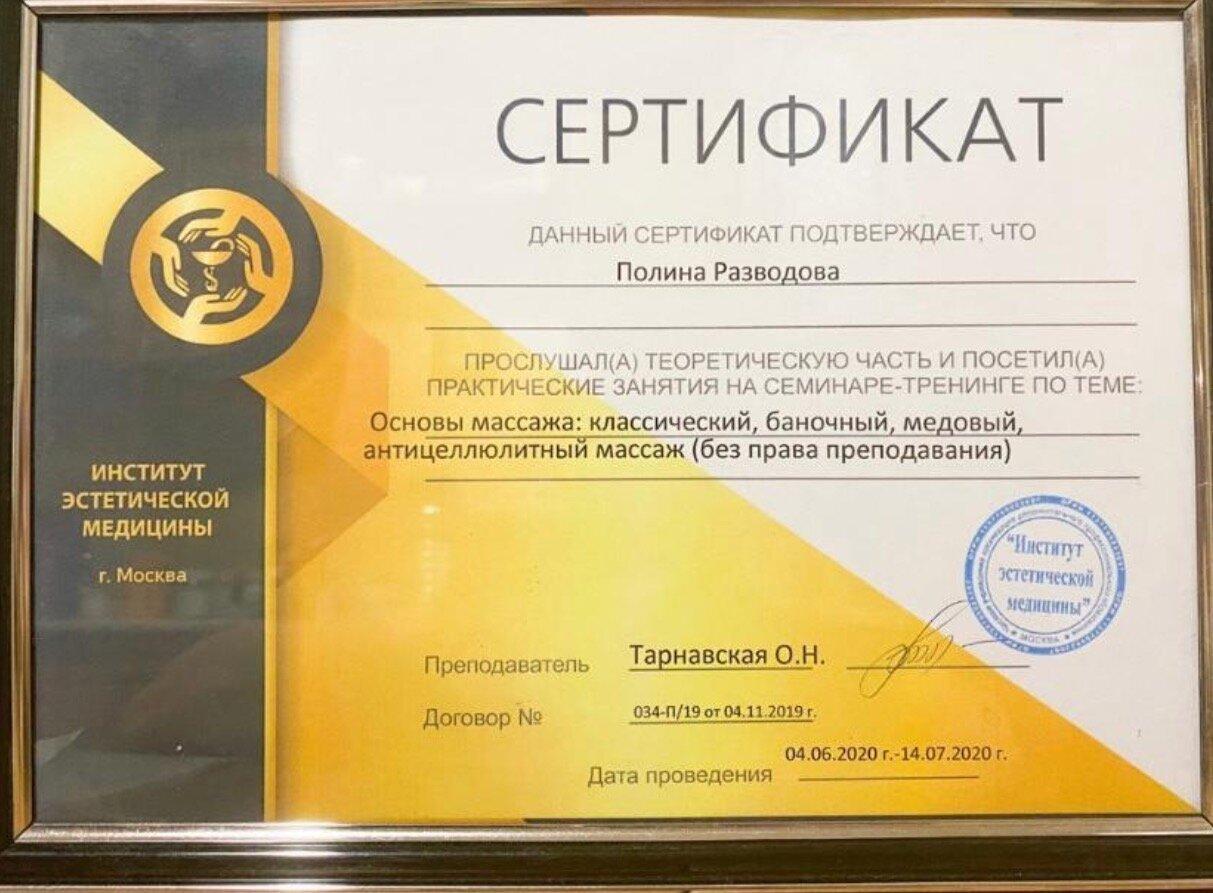 СЕРТИФИКАТ
ДАННЫЙ СЕРТИФИКАТ ПОДТВЕРЖДАЕТ, ЧТО
Полина Разводова
ПРОСЛУШАЛ(А) ТЕОРЕТИЧЕСКУЮ ЧАСТЬ И ПОСЕТИЛ(А)
ПРАКТИЧЕСКИЕ ЗАНЯТИЯ НА СЕМИНАРЕ-ТРЕНИНГЕ ПО ТЕМЕ:
Основы массажа: классический, баночный, медовый,
антицеллюлитный массаж (без права преподавания)
ИНСТИТУТ
ЭСТЕТИЧЕСКОЙ
МЕДИЦИНЫ
г. Москва
"Институт
эстетической
медицины"
МОСКВА
Преподаватель Тарнавская О.Н.
Договор № 034-П/19 от 04.11.2019 г.
Дата проведения 04.06.2020 г.-14.07.2020 г.